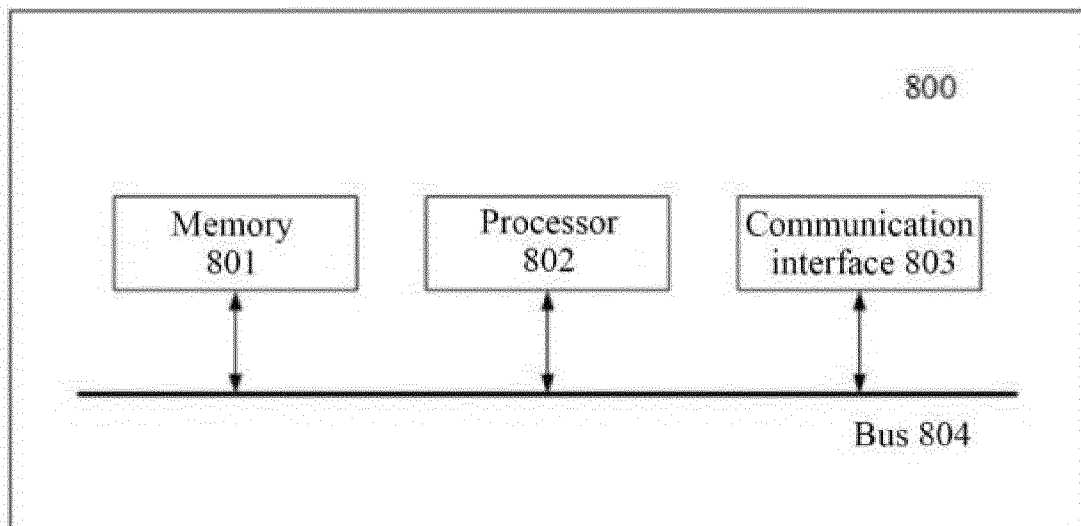 800
Memory
801
Processor
802
Communication
interface 803
Bus 804